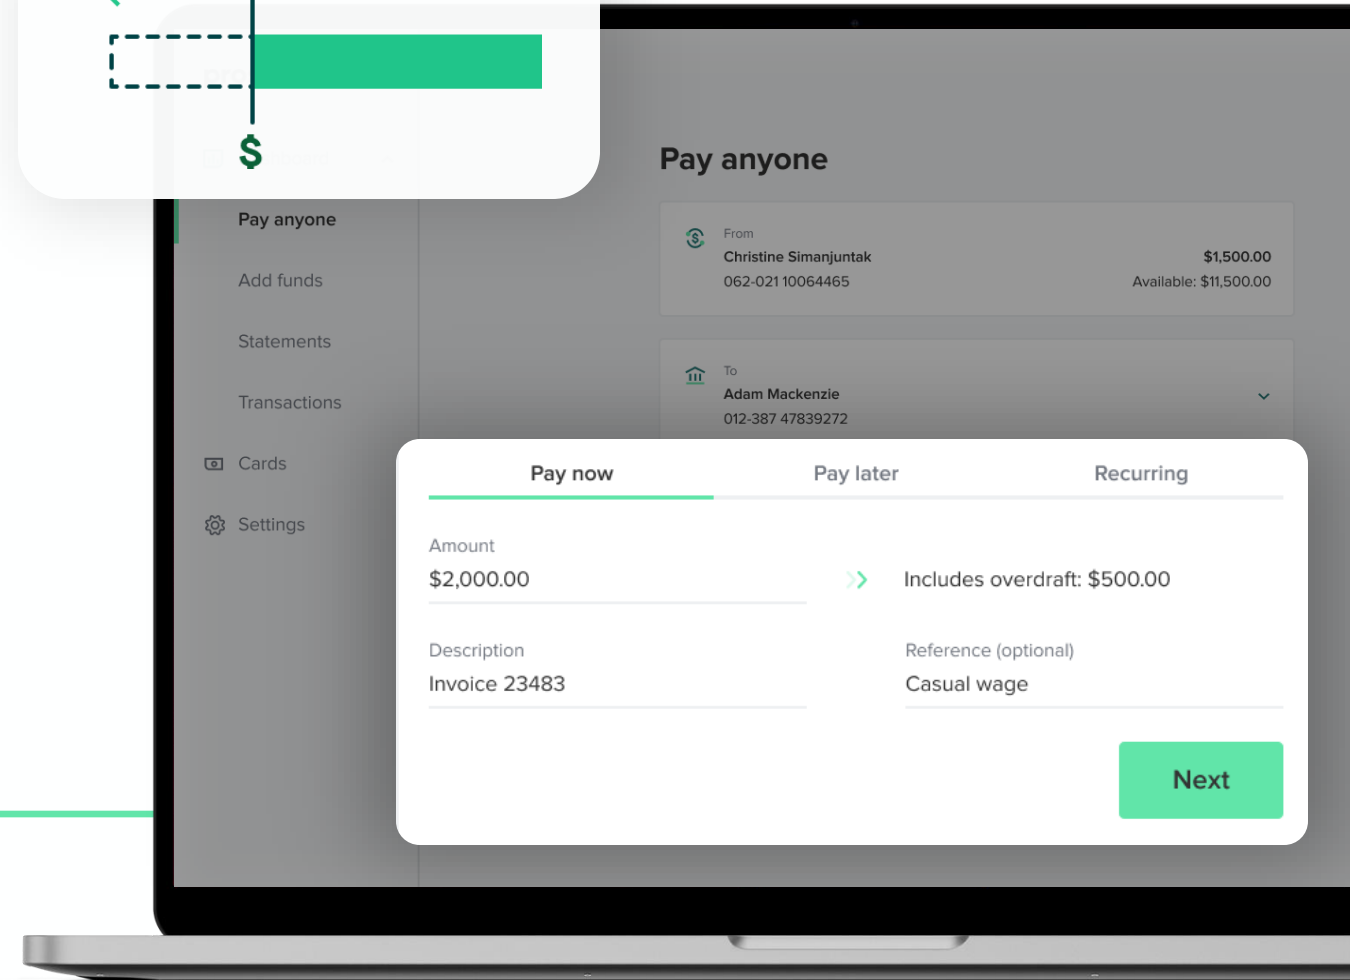 $
Pay anyone
Add funds
Statements
Transactions
Cards
Settings
Pay anyone
From
Christine Simanjuntak
$1,500.00
062-021 10064465
Available: $11,500.00
To
Adam Mackenzie
012-387 47839272
Pay now
Pay later
Recurring
Amount
$2,000.00
Includes overdraft: $500.00
Description
Invoice 23483
Reference (optional)
Casual wage
Next